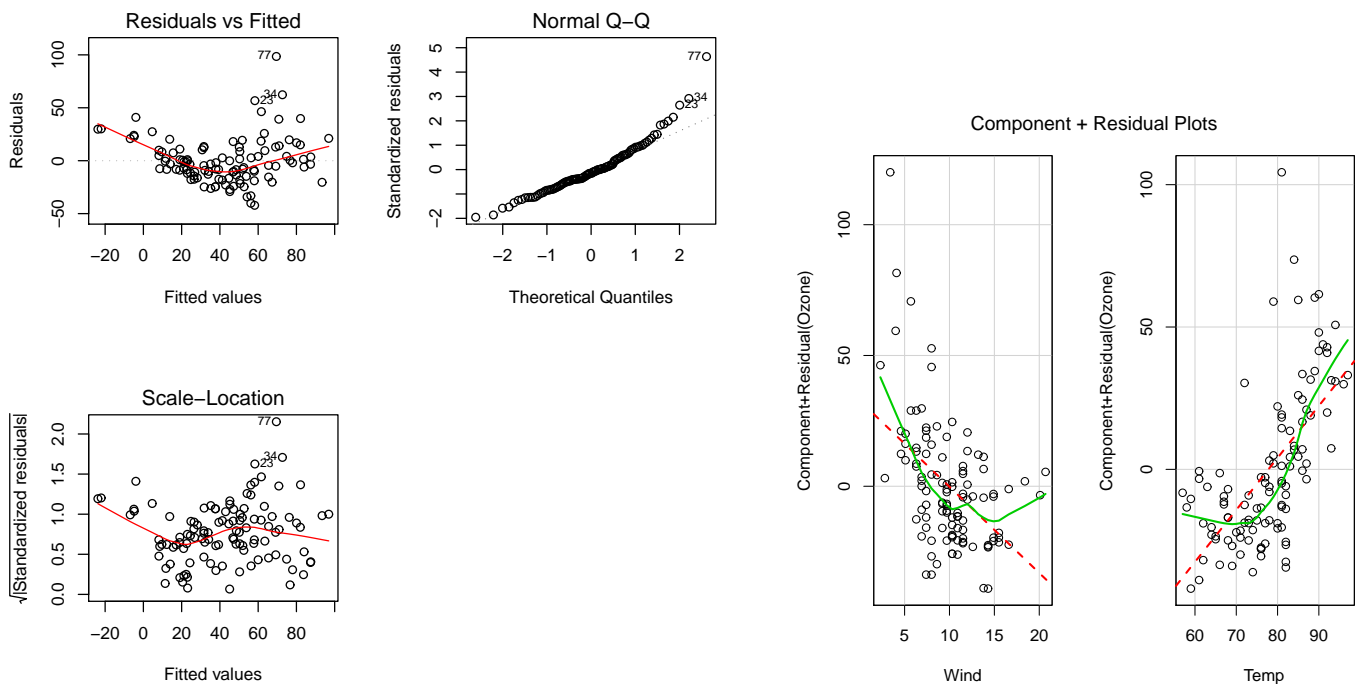 Residuals vs Fitted
Residuals
100
50
0
−50
77
34
23
−20 0 20 40 60 80
Fitted values
Normal Q−Q
Standardized residuals
5
4
3
2
1
0
−2
77
34
23
−2 −1 0 1 2
Theoretical Quantiles
Scale−Location
√|Standardized residuals|
2.0
1.5
1.0
0.5
0.0
77
34
23
−20 0 20 40 60 80
Fitted values
Component + Residual Plots
Component+Residual(Ozone)
100
50
0
5 10 15 20
Wind
Component+Residual(Ozone)
100
50
0
60 70 80 90
Temp